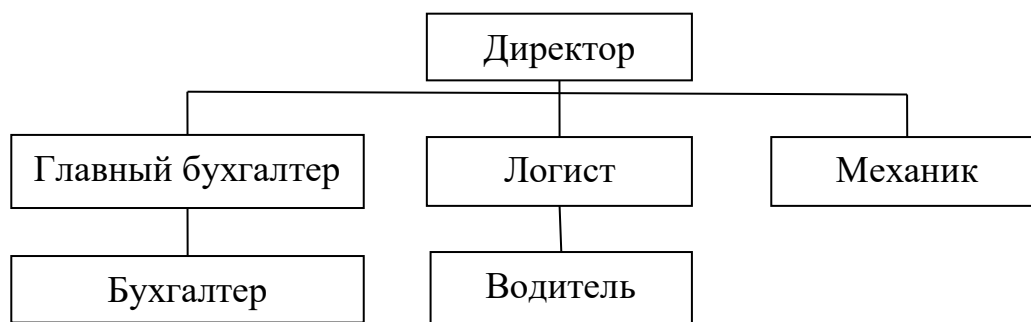 Директор
Главный бухгалтер
Логист
Механик
Бухгалтер
Водитель